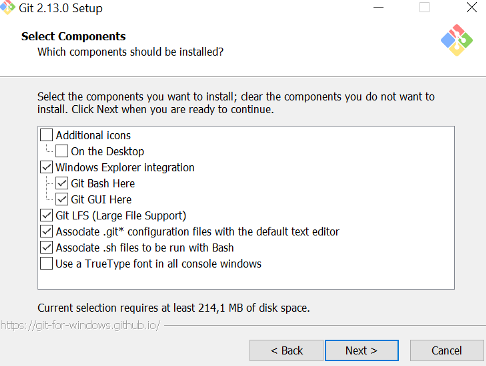 Git 2.13.0 Setup
Select Components
Which components should be installed?
Select the components you want to install; clear the components you do not want to
install. Click Next when you are ready to continue.
Additional icons
On the Desktop
Windows Explorer integration
Git Bash Here
Git GUI Here
Git LFS (Large File Support)
Associate .git* configuration files with the default text editor
Associate .sh files to be run with Bash
Use a TrueType font in all console windows
Current selection requires at least 214,1 MB of disk space.
https://git-for-windows.github.io/
< Back
Next >
Cancel